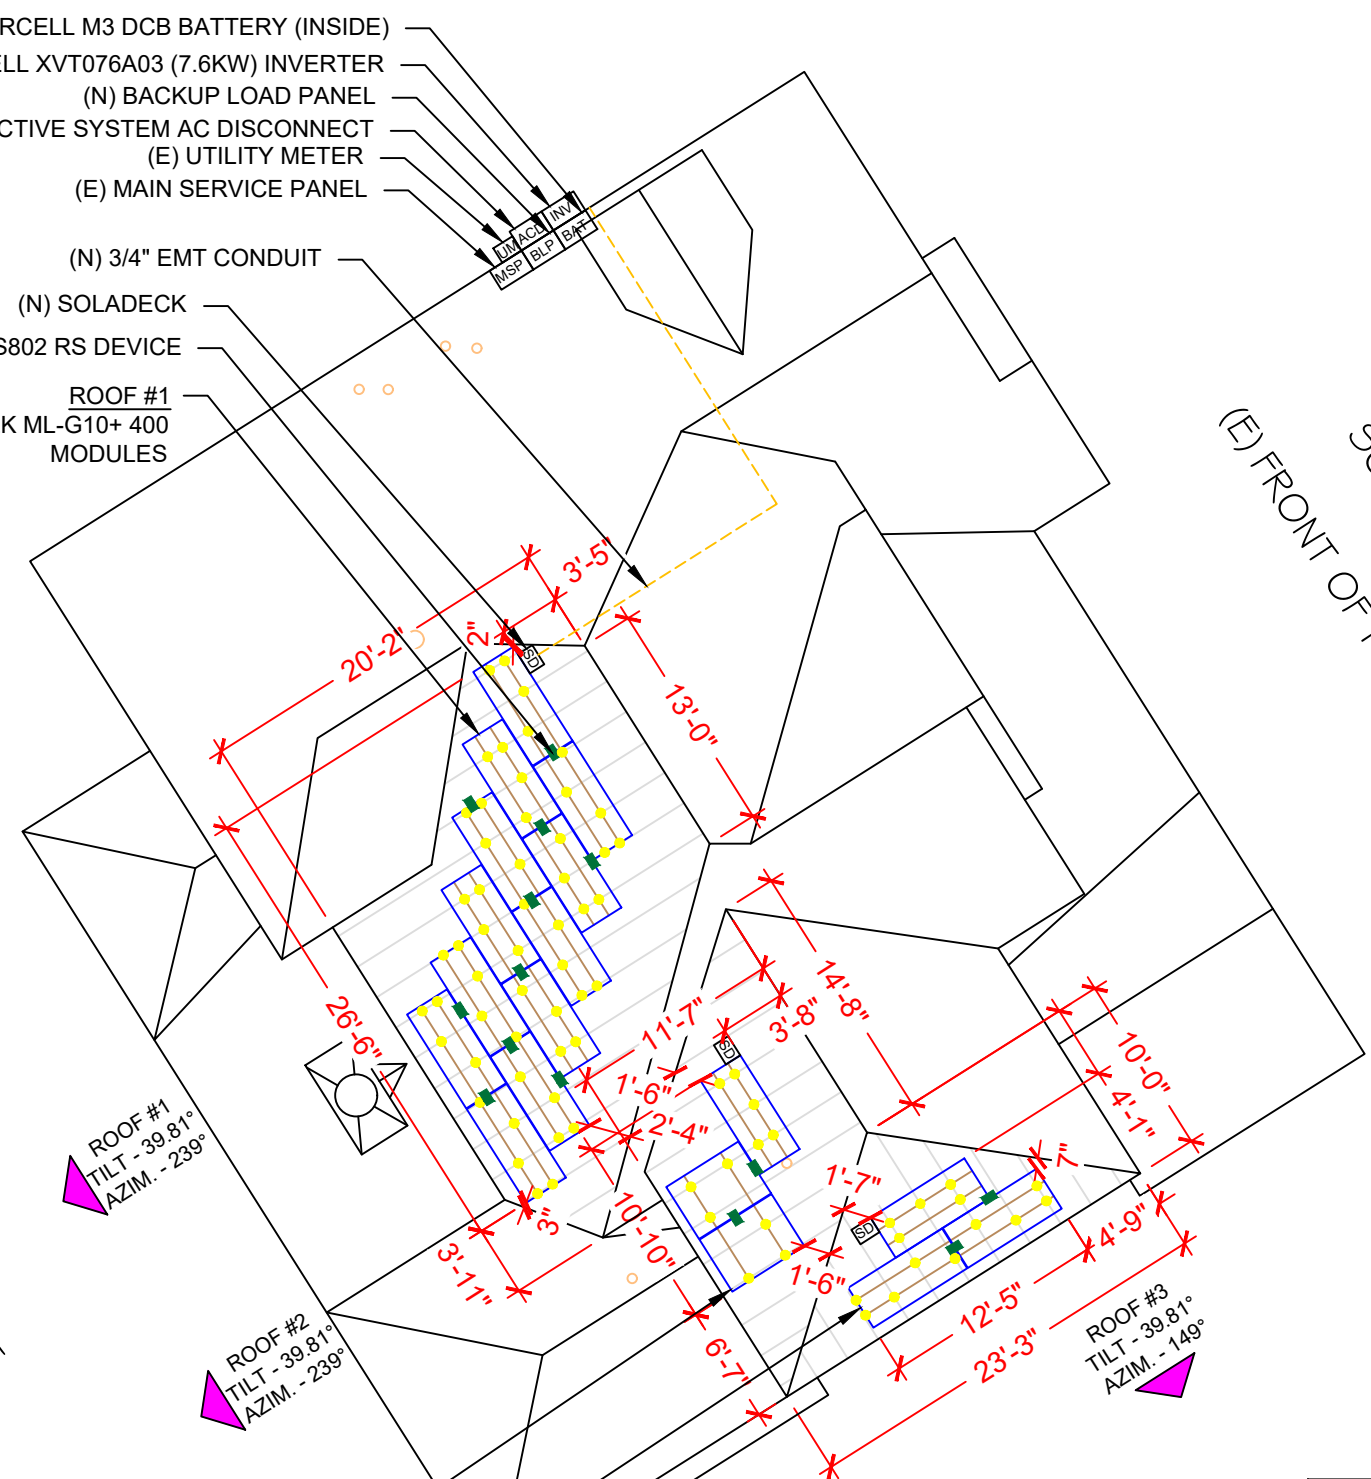 RCELL M3 DCB BATTERY (INSIDE)
ELL XVT076A03 (7.6KW) INVERTER
(N) BACKUP LOAD PANEL
CTIVE SYSTEM AC DISCONNECT
(E) UTILITY METER
(E) MAIN SERVICE PANEL
(N) 3/4" EMT CONDUIT
(N) SOLADECK
S802 RS DEVICE
ROOF #1
K ML-G10+ 400
MODULES
UM
ACD
INV
MSP
BLP
BAT
(E) FRONT OF
3'-5"
20'-2"
2"
SD
13'-0"
26'-6"
14'-8"
11'-7"
3'-8"
SD
1'-6"
2'-4"
10'-0"
4'-1"
7"
1'-7"
SD
4'-9"
10'-10"
3"
3'-11"
1'-6"
12'-5"
23'-3"
6'-7"
ROOF #1
TILT - 39.81°
AZIM. - 239°
ROOF #2
TILT - 39.81°
AZIM. - 239°
ROOF #3
TILT - 39.81°
AZIM. - 149°